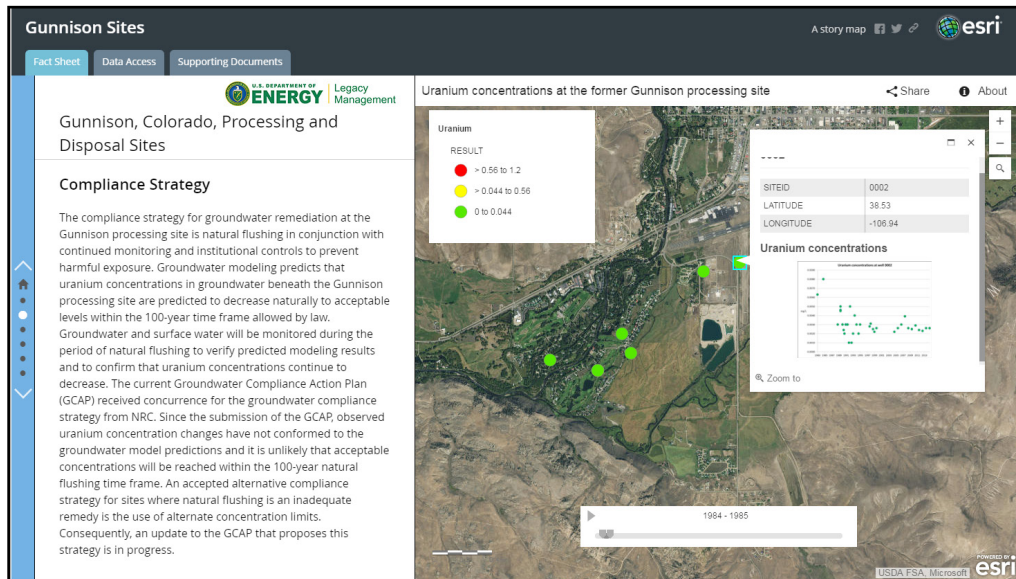 Gunnison Sites
A story map
esri
Fact Sheet
Data Access
Supporting Documents
U.S. DEPARTMENT OF
ENERGY
Legacy
Management
Gunnison, Colorado, Processing and
Disposal Sites
Compliance Strategy
The compliance strategy for groundwater remediation at the
Gunnison processing site is natural flushing in conjunction with
continued monitoring and institutional controls to prevent
harmful exposure. Groundwater modeling predicts that
uranium concentrations in groundwater beneath the Gunnison
processing site are predicted to decrease naturally to acceptable
levels within the 100-year time frame allowed by law.
Groundwater and surface water will be monitored during the
period of natural flushing to verify predicted modeling results
and to confirm that uranium concentrations continue to
decrease. The current Groundwater Compliance Action Plan
(GCAP) received concurrence for the groundwater compliance
strategy from NRC. Since the submission of the GCAP, observed
uranium concentration changes have not conformed to the
groundwater model predictions and it is unlikely that acceptable
concentrations will be reached within the 100-year natural
flushing time frame. An accepted alternative compliance
strategy for sites where natural flushing is an inadequate
remedy is the use of alternate concentration limits.
Consequently, an update to the GCAP that proposes this
strategy is in progress.
Uranium concentrations at the former Gunnison processing site
Share
About
Uranium
RESULT
> 0.56 to 1.2
> 0.044 to 0.56
0 to 0.044
SITEID 0002
LATITUDE 38.53
LONGITUDE -106.94
Uranium concentrations
Uranium concentrations at well 0002
Zoom to
1984 - 1985
POWERED BY
esri
USDA FSA, Microsoft